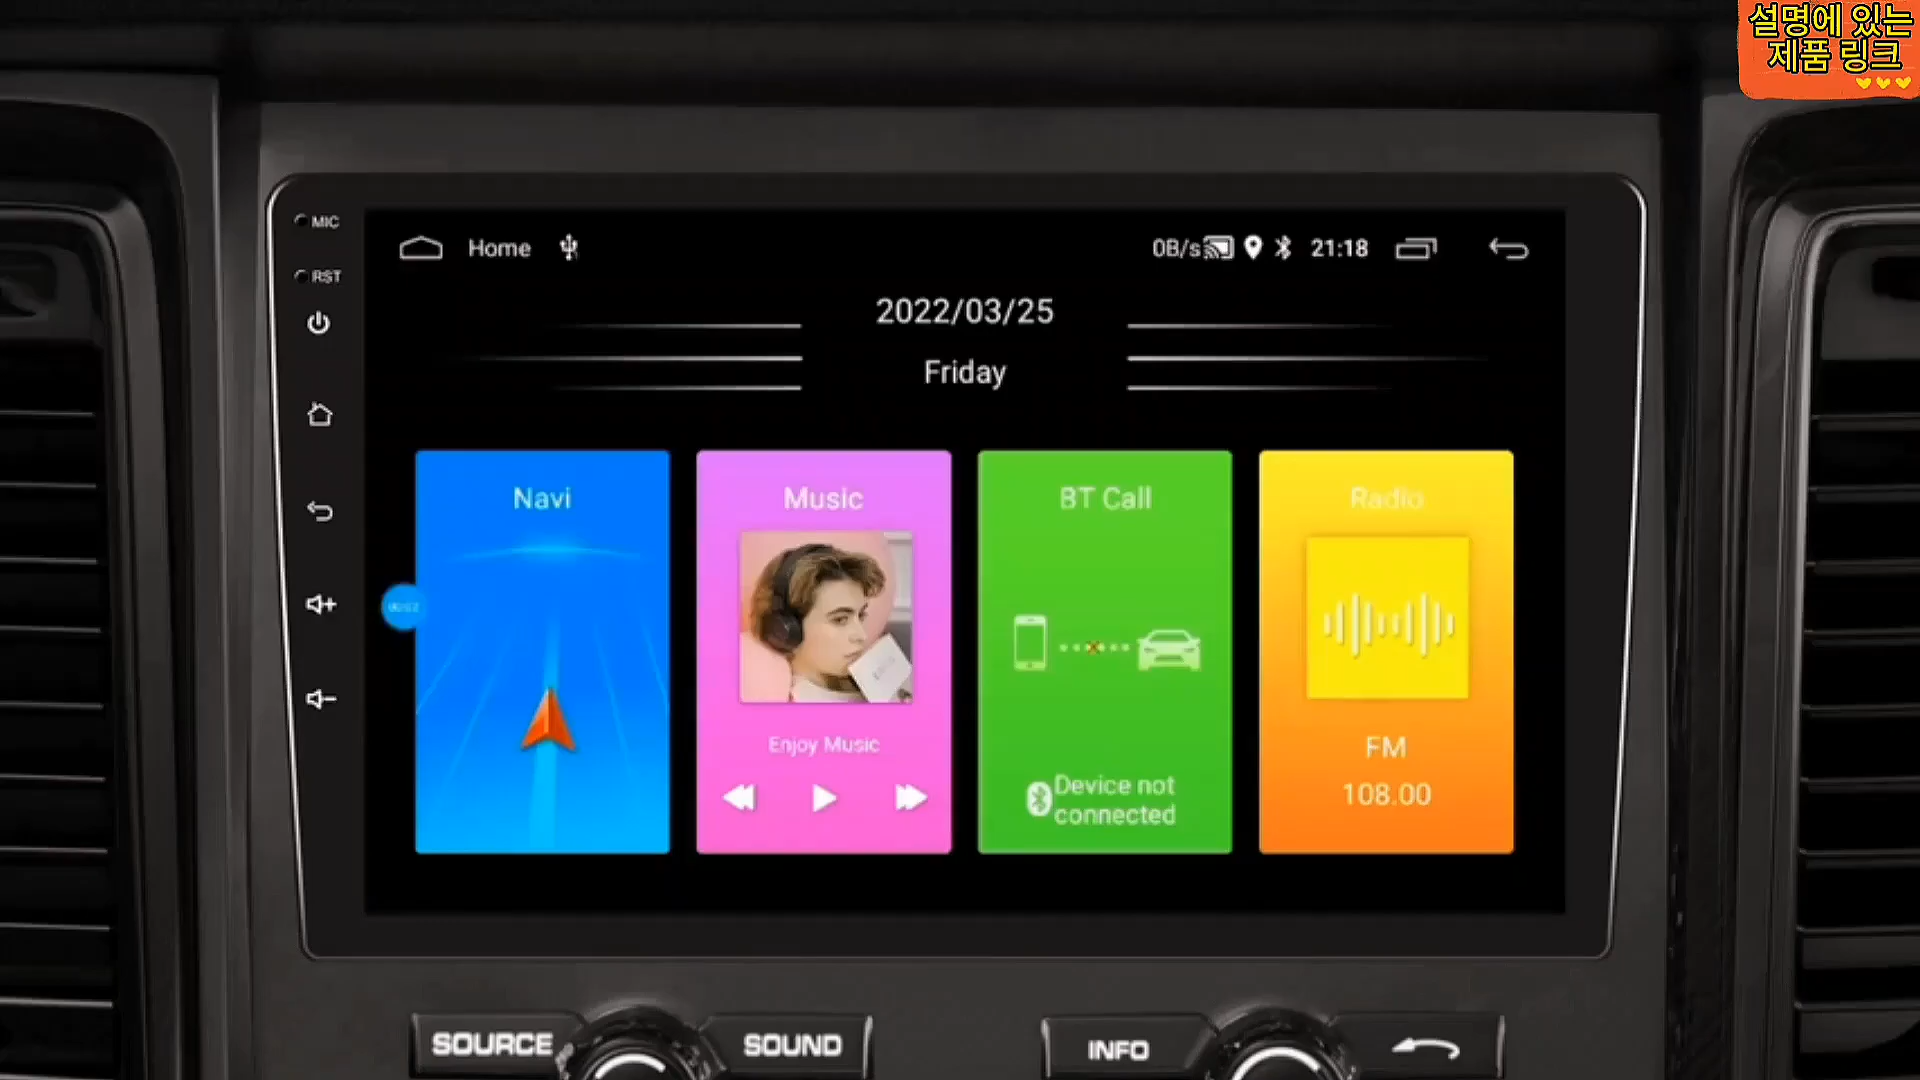 설명에 있는
제품 링크
MIC
RST
Home
0B/s
21:18
2022/03/25
Friday
Navi
Music
Enjoy Music
BT Call
Device not
connected
Radio
FM
108.00
SOURCE
SOUND
INFO